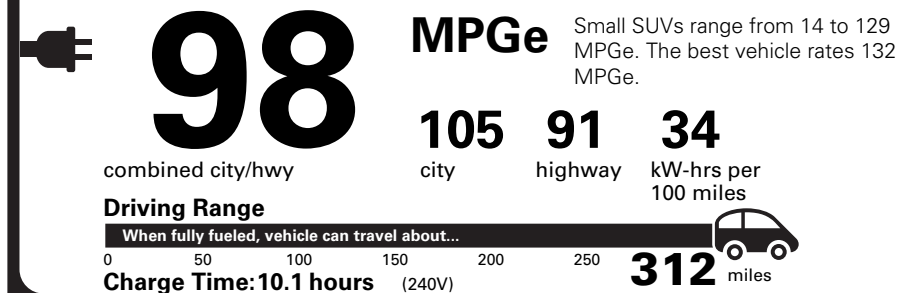 98
MPGe
Small SUVs range from 14 to 129
MPGe. The best vehicle rates 132
MPGe.
combined city/hwy
105
city
91
highway
34
kW-hrs per
100 miles
Driving Range
When fully fueled, vehicle can travel about...
0 50 100 150 200 250 312 miles
Charge Time: 10.1 hours (240V)